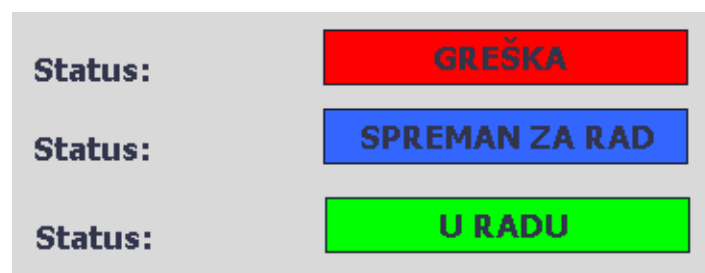 Status: GREŠKA
Status: SPREMAN ZA RAD
Status: U RADU